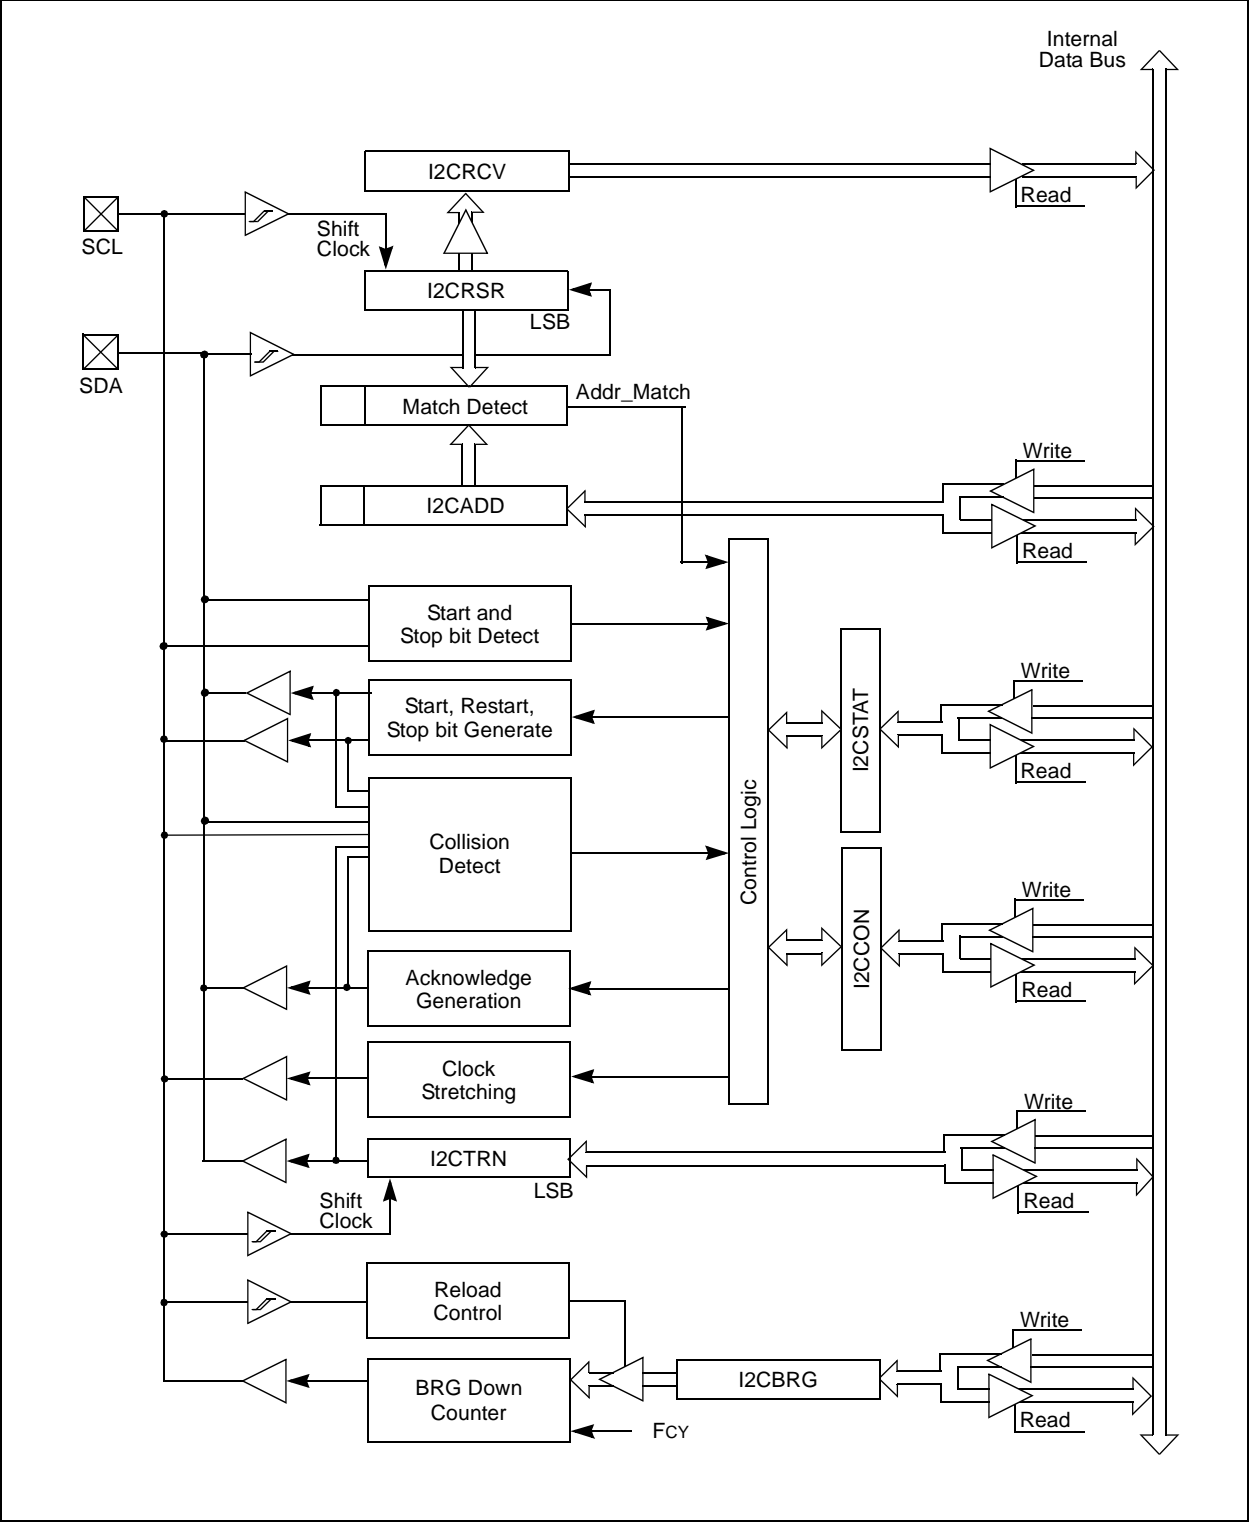 Internal
Data Bus
I2CRCV
Read
SCL
Shift
Clock
I2CRSR
LSB
SDA
Addr_Match
Match Detect
Write
I2CADD
Read
Start and
Stop bit Detect
Write
Start, Restart,
Stop bit Generate
I2CSTAT
Read
Control Logic
Collision
Detect
Write
I2CCON
Acknowledge
Generation
Read
Clock
Stretching
Write
I2CTRN
LSB
Read
Shift
Clock
Reload
Control
Write
I2CBRG
BRG Down
Counter
Read
FCY